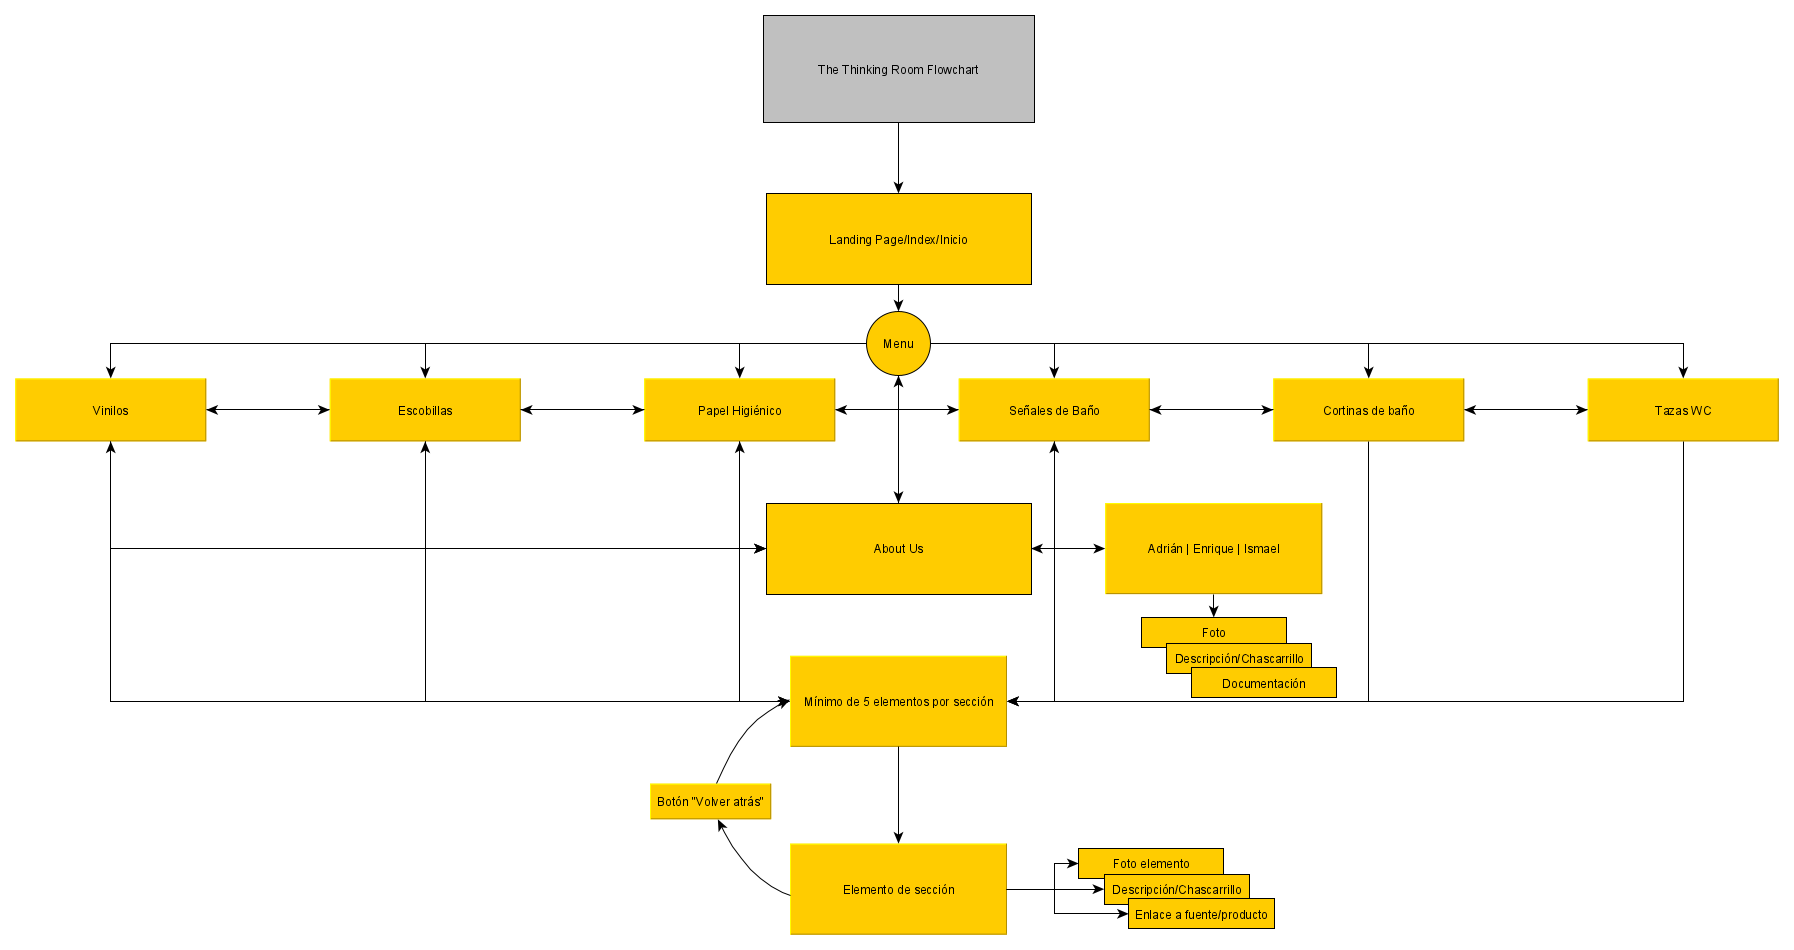 The Thinking Room Flowchart
Landing Page/Index/Inicio
Menu
Vinilos
Escobillas
Papel Higiénico
Señales de Baño
Cortinas de baño
Tazas WC
About Us
Adrián | Enrique | Ismael
Foto
Descripción/Chascarrillo
Documentación
Mínimo de 5 elementos por sección
Botón "Volver atrás"
Elemento de sección
Foto elemento
Descripción/Chascarrillo
Enlace a fuente/producto